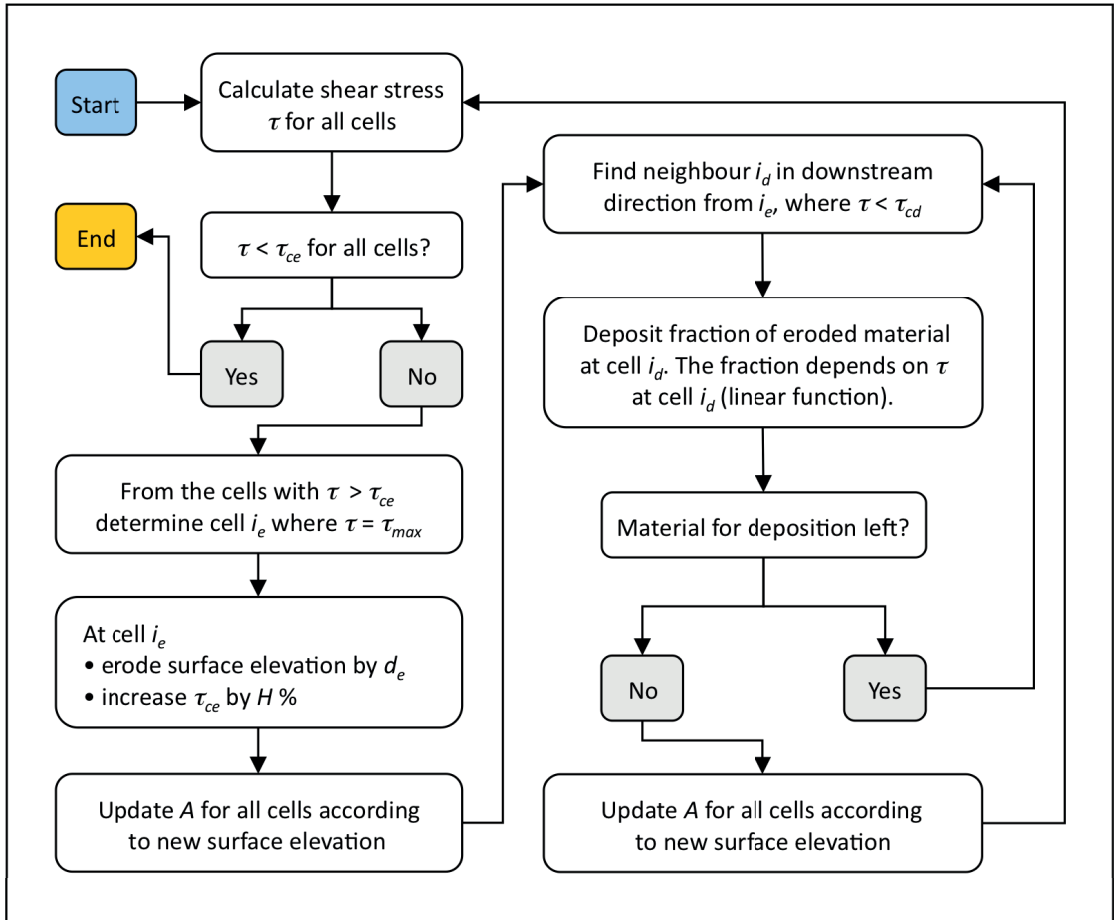 Start
Calculate shear stress
τ for all cells
End
τ < τce for all cells?
Yes
No
From the cells with τ > τce
determine cell ie where τ = τmax
At cell ie
• erode surface elevation by de
• increase τce by H %
Update A for all cells according
to new surface elevation
Find neighbour id in downstream
direction from ie, where τ < τcd
Deposit fraction of eroded material
at cell id. The fraction depends on τ
at cell id (linear function).
Material for deposition left?
No
Yes
Update A for all cells according
to new surface elevation